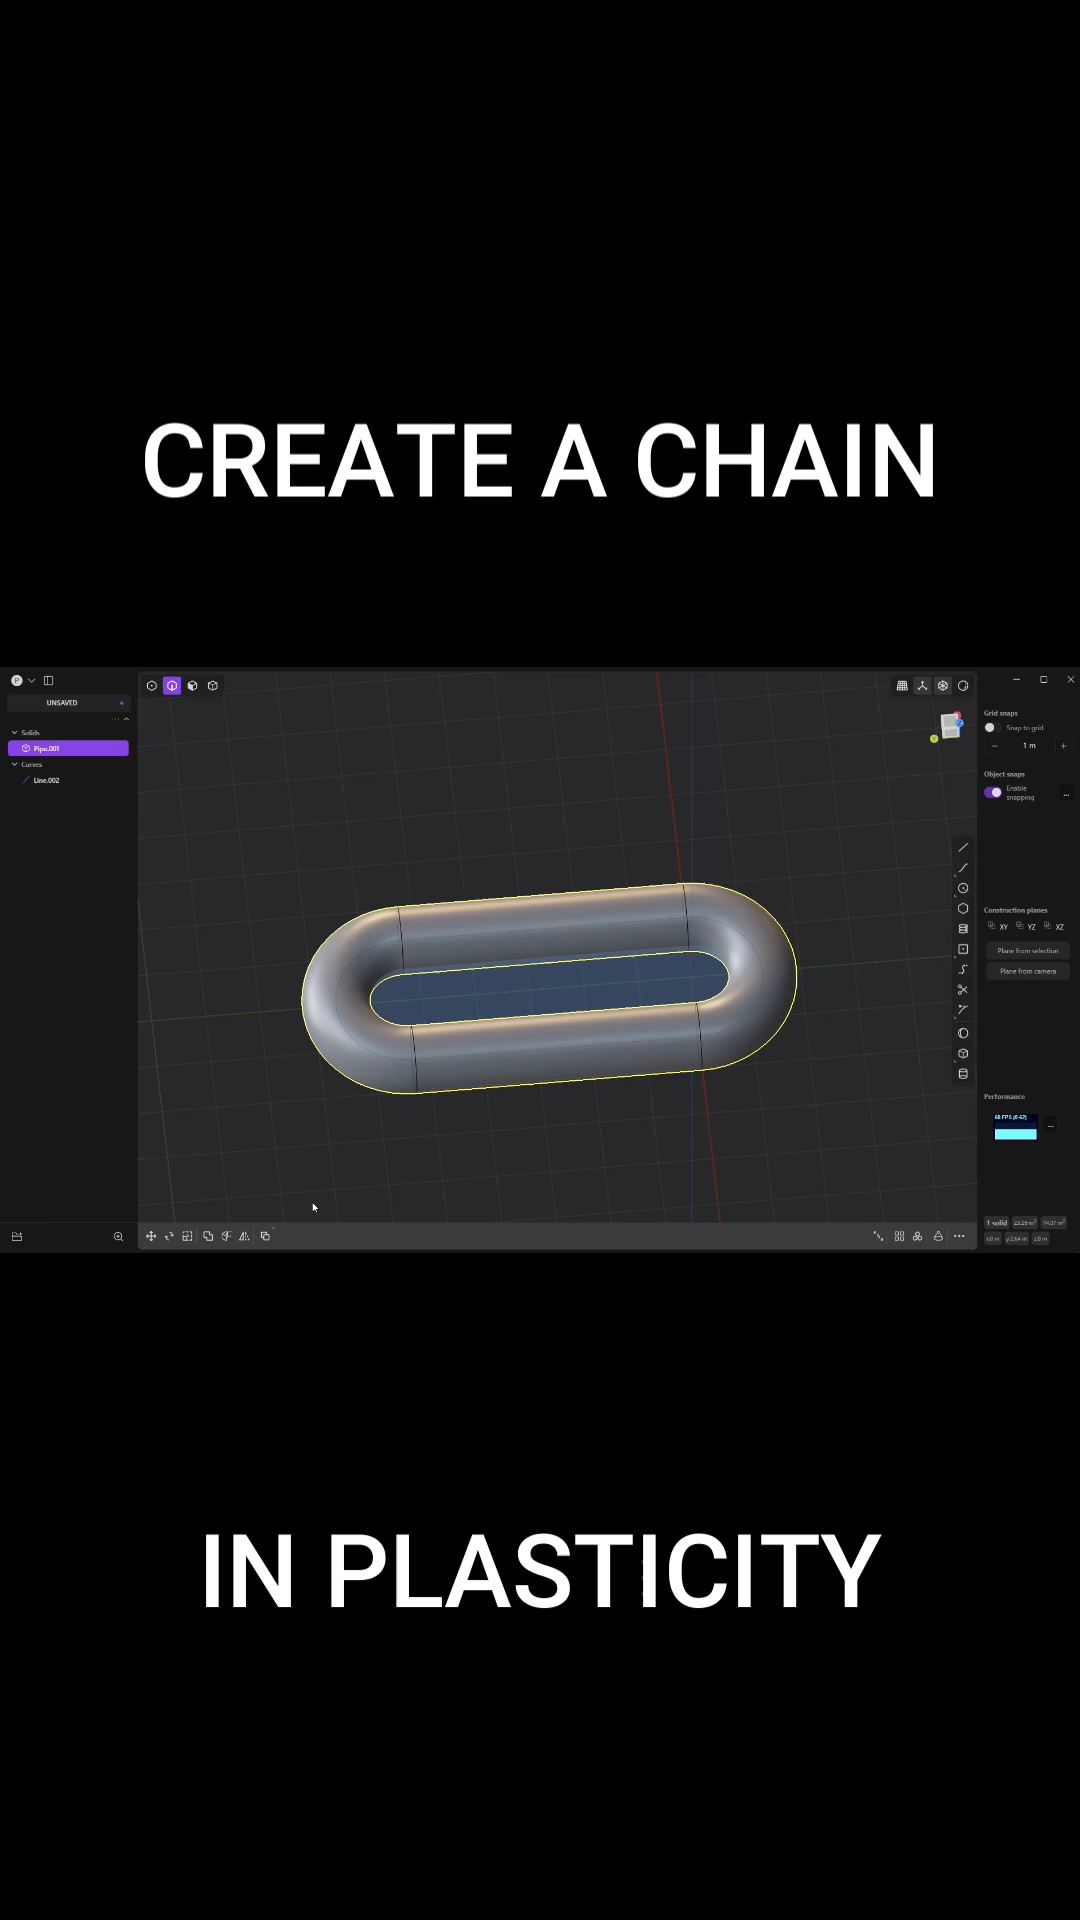 CREATE A CHAIN
P
UNSAVED
Solids
Pipe.001
Curves
Line.002
Grid snaps
Snap to grid
1 m
Object snaps
Enable
snapping
...
Construction planes
XY YZ XZ
Plane from selection
Plane from camera
Performance
...
1 solid
IN PLASTICITY